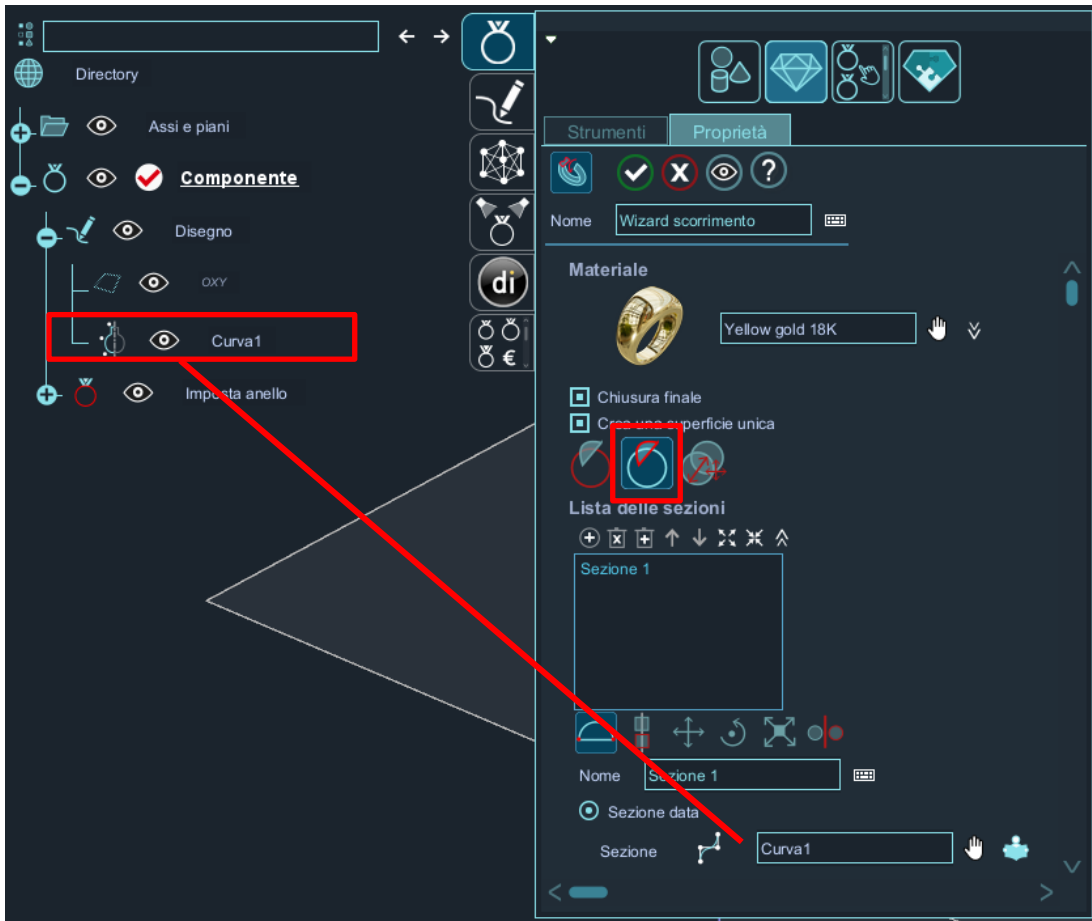 Directory
Assi e piani
Componente
Disegno
OXY
Curva1
Imposta anello
di
€
Strumenti
Proprietà
?
Nome
Wizard scorrimento
Materiale
Yellow gold 18K
Chiusura finale
Crea una superficie unica
Lista delle sezioni
Sezione 1
Nome
Sezione 1
Sezione data
Sezione
Curva1